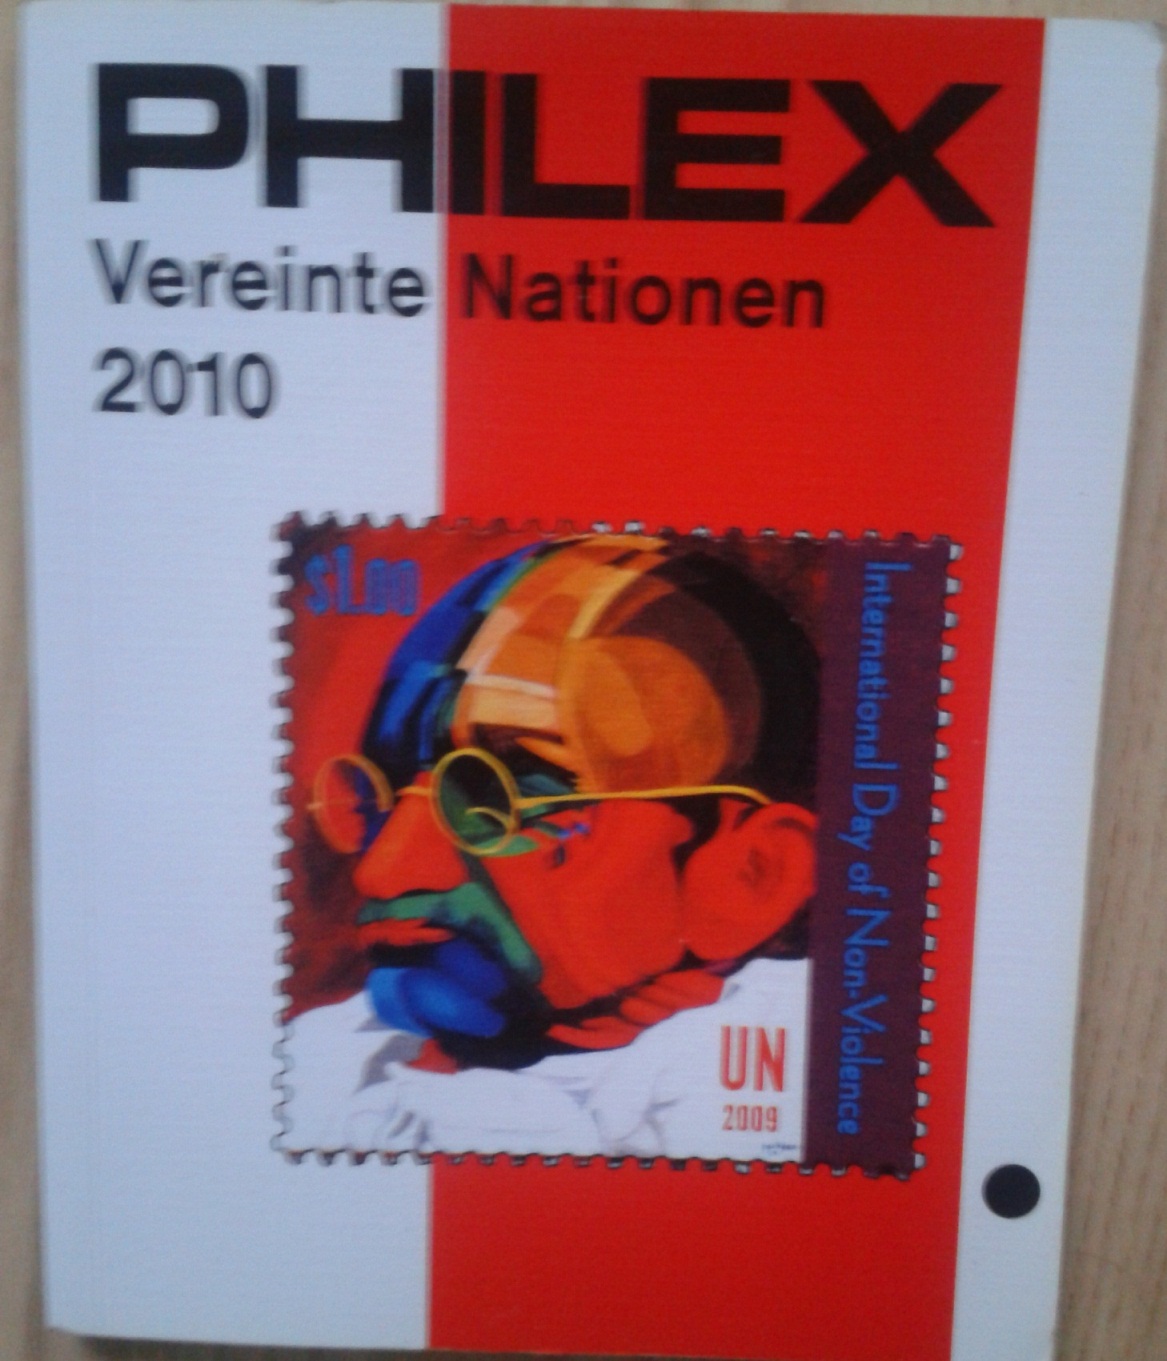 PHILEX
Vereinte Nationen
2010
$1.00
International Day of Non-Violence
UN
2009